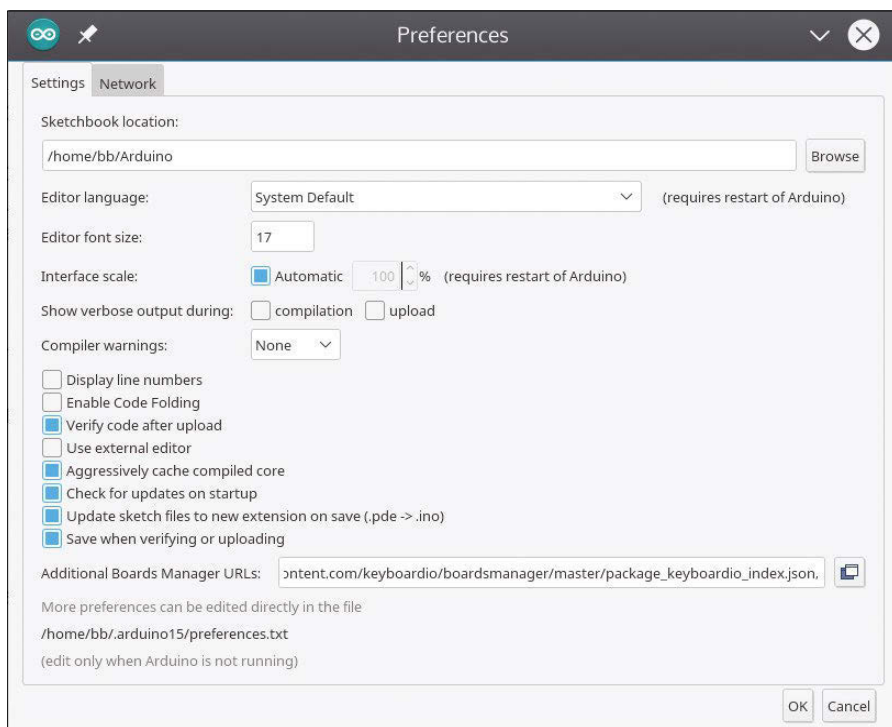 Preferences
Settings Network
Sketchbook location:
/home/bb/Arduino Browse
Editor language: System Default (requires restart of Arduino)
Editor font size: 17
Interface scale: Automatic 100 % (requires restart of Arduino)
Show verbose output during: compilation upload
Compiler warnings: None
Display line numbers
Enable Code Folding
Verify code after upload
Use external editor
Aggressively cache compiled core
Check for updates on startup
Update sketch files to new extension on save (.pde -> .ino)
Save when verifying or uploading
Additional Boards Manager URLs: ontent.com/keyboardio/boardsmanager/master/package_keyboardio_index.json,
More preferences can be edited directly in the file
/home/bb/.arduino15/preferences.txt
(edit only when Arduino is not running)
OK Cancel